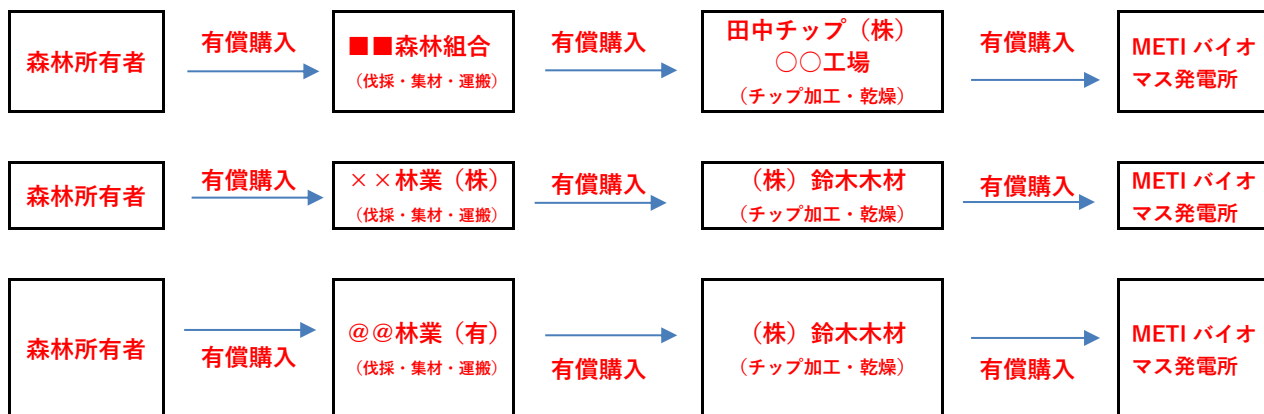 森林所有者
有償購入
■■森林組合
（伐採・集材・運搬）
有償購入
田中チップ（株）
○○工場
（チップ加工・乾燥）
有償購入
METI バイオ
マス発電所
森林所有者
有償購入
××林業（株）
（伐採・集材・運搬）
有償購入
（株）鈴木木材
（チップ加工・乾燥）
有償購入
METI バイオ
マス発電所
森林所有者
有償購入
@@林業（有）
（伐採・集材・運搬）
有償購入
（株）鈴木木材
（チップ加工・乾燥）
有償購入
METI バイオ
マス発電所